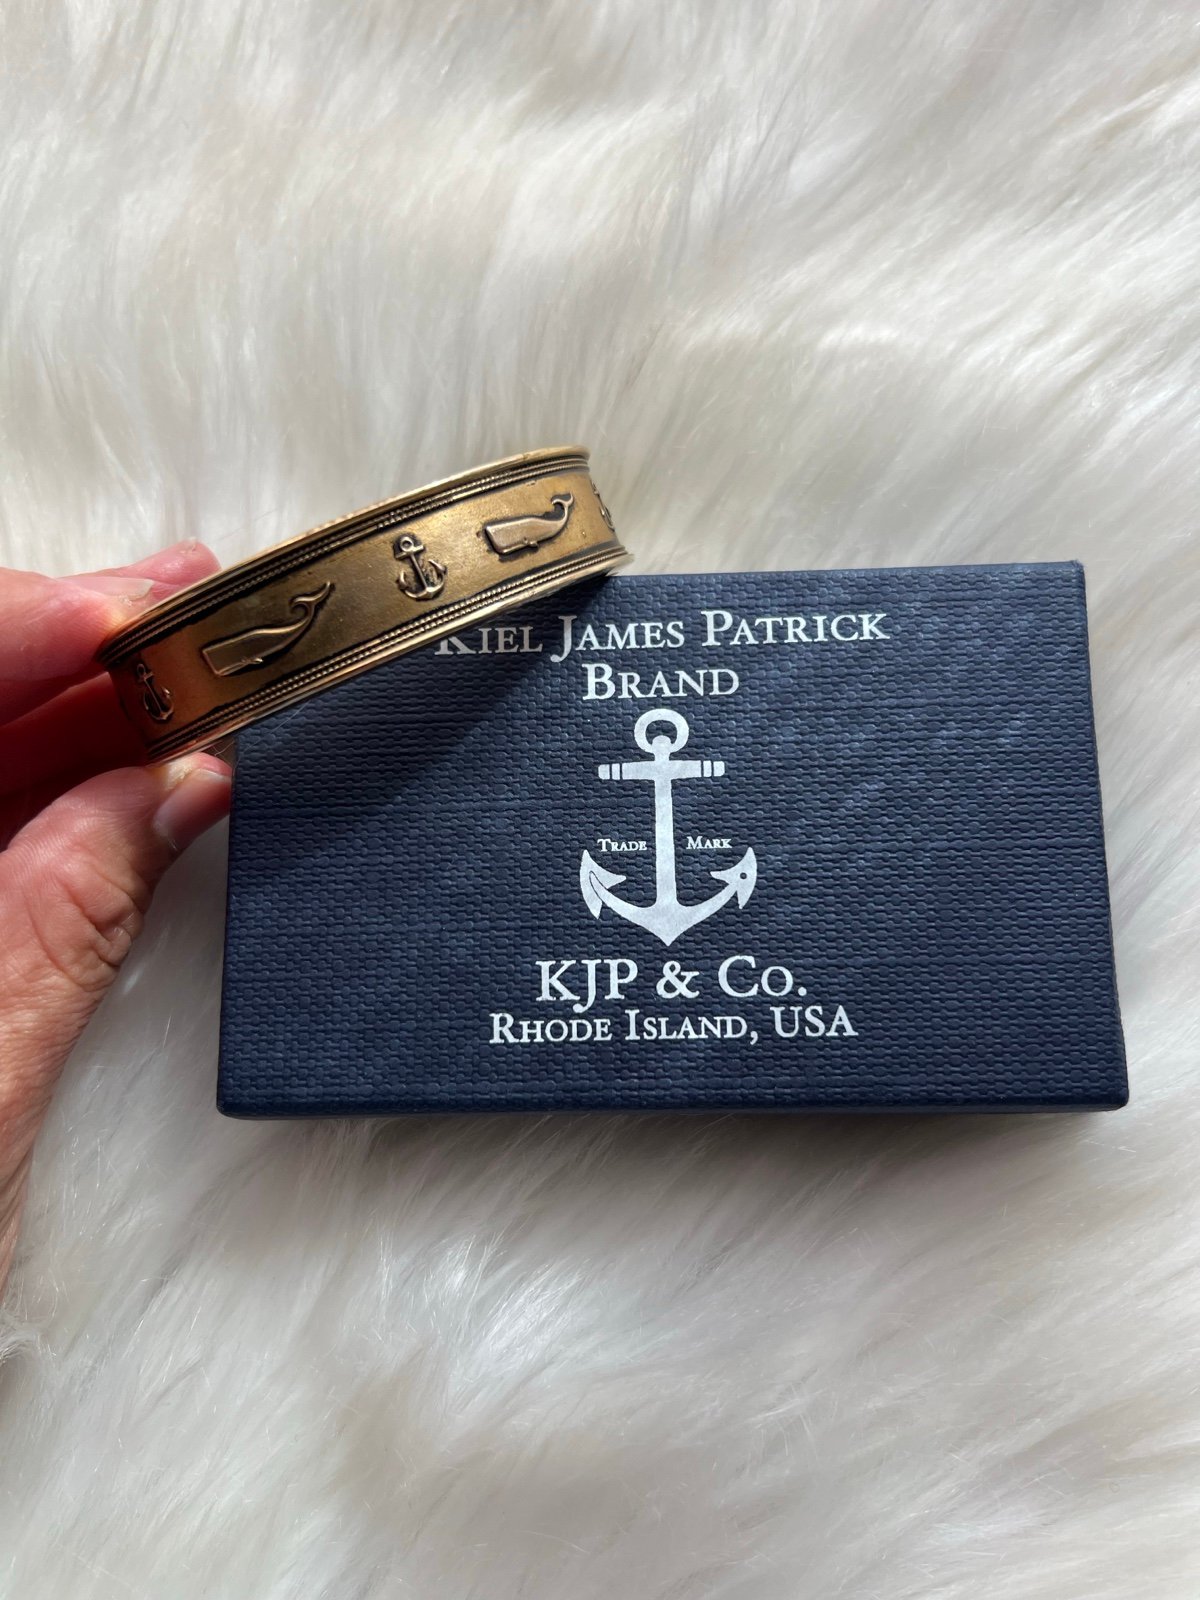 Kiel James Patrick
Brand
Trade Mark
KJP & Co.
Rhode Island, USA